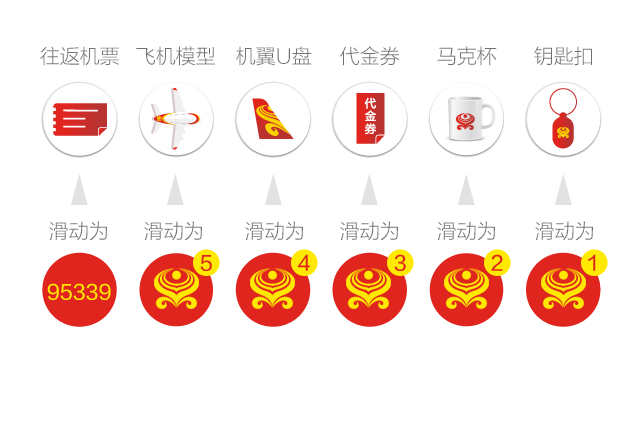 往返机票 飞机模型 机翼U盘 代金券 马克杯 钥匙扣
代金券
滑动为 滑动为 滑动为 滑动为 滑动为 滑动为
5 4 3 2 1
95339